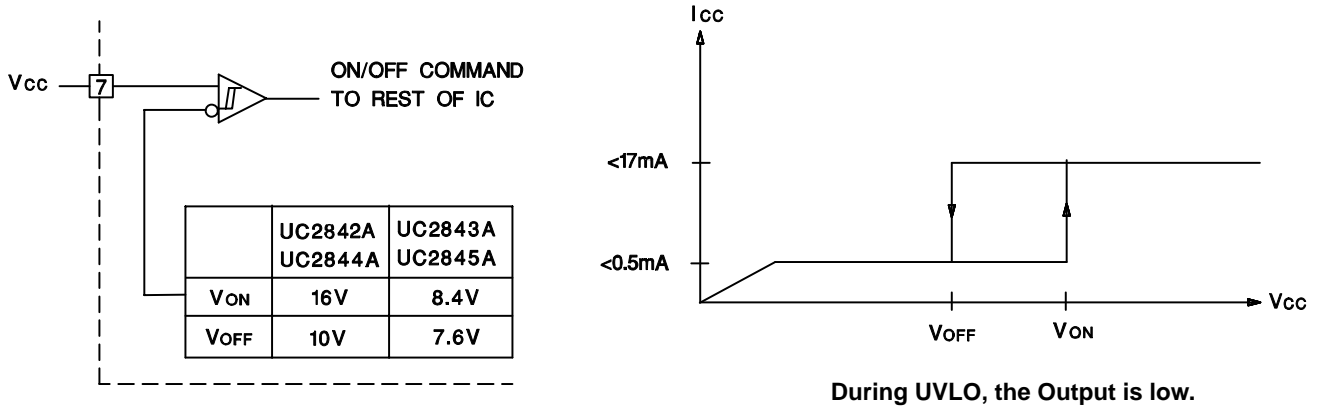 Vcc
7
ON/OFF COMMAND
TO REST OF IC
UC2842A UC2843A
UC2844A UC2845A
VON 16V 8.4V
VOFF 10V 7.6V
Icc
<17mA
<0.5mA
VOFF VON
Vcc
During UVLO, the Output is low.